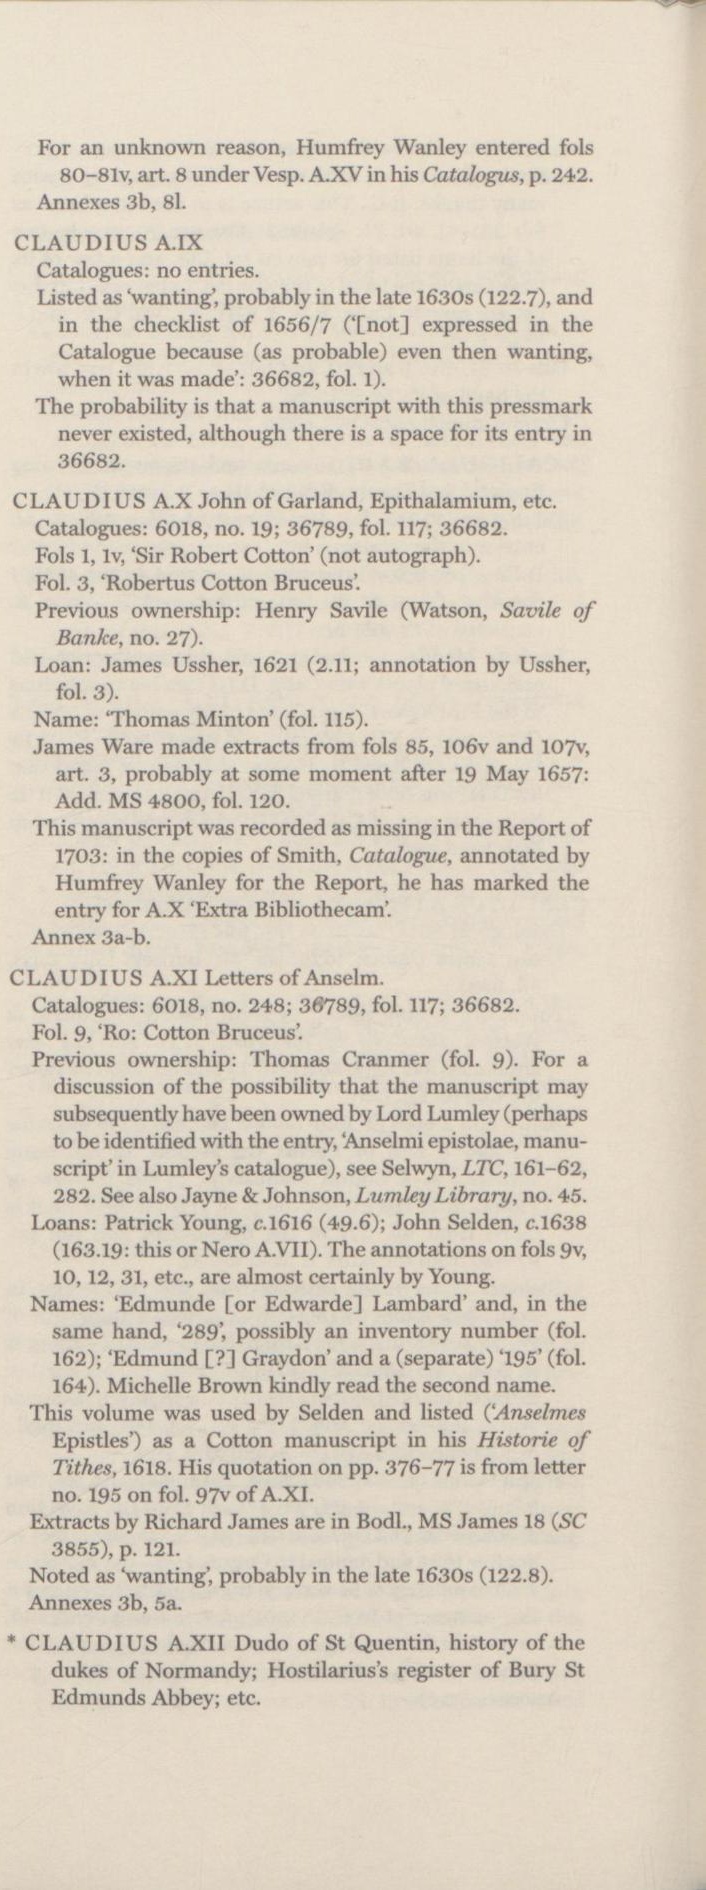 For an unknown reason, Humfrey Wanley entered fols
80–81v, art. 8 under Vesp. A.XV in his Catalogus, p. 242.
Annexes 3b, 8l.
CLAUDIUS A.IX
Catalogues: no entries.
Listed as ‘wanting’, probably in the late 1630s (122.7), and
in the checklist of 1656/7 (‘[not] expressed in the
Catalogue because (as probable) even then wanting,
when it was made’: 36682, fol. 1).
The probability is that a manuscript with this pressmark
never existed, although there is a space for its entry in
36682.
CLAUDIUS A.X John of Garland, Epithalamium, etc.
Catalogues: 6018, no. 19; 36789, fol. 117; 36682.
Fols 1, 1v, ‘Sir Robert Cotton’ (not autograph).
Fol. 3, ‘Robertus Cotton Bruceus’.
Previous ownership: Henry Savile (Watson, Savile of
Banke, no. 27).
Loan: James Ussher, 1621 (2.11; annotation by Ussher,
fol. 3).
Name: ‘Thomas Minton’ (fol. 115).
James Ware made extracts from fols 85, 106v and 107v,
art. 3, probably at some moment after 19 May 1657:
Add. MS 4800, fol. 120.
This manuscript was recorded as missing in the Report of
1703: in the copies of Smith, Catalogue, annotated by
Humfrey Wanley for the Report, he has marked the
entry for A.X ‘Extra Bibliothecam’.
Annex 3a-b.
CLAUDIUS A.XI Letters of Anselm.
Catalogues: 6018, no. 248; 36789, fol. 117; 36682.
Fol. 9, ‘Ro: Cotton Bruceus’.
Previous ownership: Thomas Cranmer (fol. 9). For a
discussion of the possibility that the manuscript may
subsequently have been owned by Lord Lumley (perhaps
to be identified with the entry, ‘Anselmi epistolae, manu-
script’ in Lumley’s catalogue), see Selwyn, LTC, 161–62,
282. See also Jayne & Johnson, Lumley Library, no. 45.
Loans: Patrick Young, c.1616 (49.6); John Selden, c.1638
(163.19: this or Nero A.VII). The annotations on fols 9v,
10, 12, 31, etc., are almost certainly by Young.
Names: ‘Edmunde [or Edwarde] Lambard’ and, in the
same hand, ‘289’, possibly an inventory number (fol.
162); ‘Edmund [?] Graydon’ and a (separate) ‘195’ (fol.
164). Michelle Brown kindly read the second name.
This volume was used by Selden and listed (‘Anselmes
Epistles’) as a Cotton manuscript in his Historie of
Tithes, 1618. His quotation on pp. 376–77 is from letter
no. 195 on fol. 97v of A.XI.
Extracts by Richard James are in Bodl., MS James 18 (SC
3855), p. 121.
Noted as ‘wanting’, probably in the late 1630s (122.8).
Annexes 3b, 5a.
* CLAUDIUS A.XII Dudo of St Quentin, history of the
dukes of Normandy; Hostilarius’s register of Bury St
Edmunds Abbey; etc.